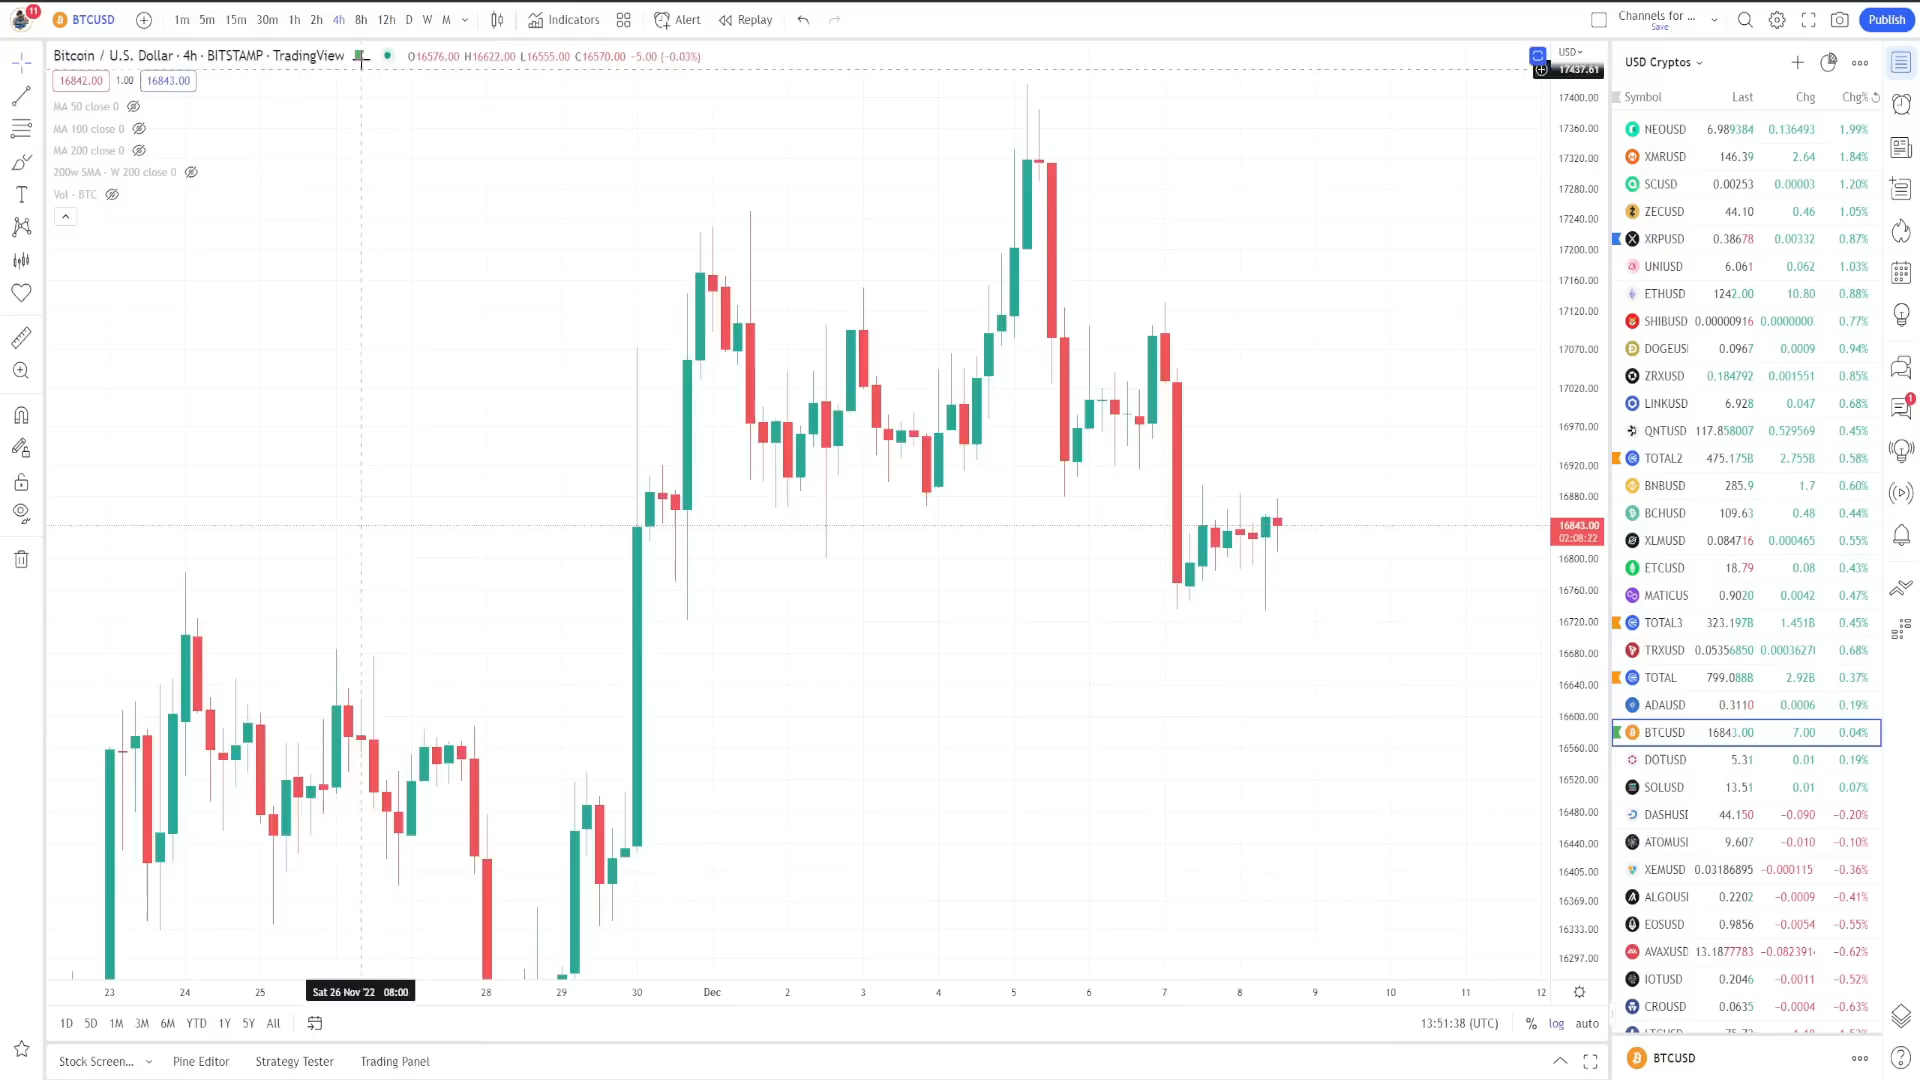 11 BTCUSD 1m 5m 15m 30m 1h 2h 4h 8h 12h D W M Indicators Alert Replay Channels for ... Save Publish
Bitcoin / U.S. Dollar · 4h · BITSTAMP · TradingView O16576.00 H16622.00 L16555.00 C16570.00 −5.00 (−0.03%)
16842.00 1.00 16843.00
MA 50 close 0
MA 100 close 0
MA 200 close 0
200w SMA · W 200 close 0
Vol · BTC
USD
17437.61
17400.00
17360.00
17320.00
17280.00
17240.00
17200.00
17160.00
17120.00
17070.00
17020.00
16970.00
16920.00
16880.00
16843.00
02:08:22
16800.00
16760.00
16720.00
16680.00
16640.00
16600.00
16560.00
16520.00
16480.00
16440.00
16405.00
16369.00
16333.00
16297.00
23 24 25 Sat 26 Nov '22 08:00 28 29 30 Dec 2 3 4 5 6 7 8 9 10 11 12
1D 5D 1M 3M 6M YTD 1Y 5Y All 13:51:38 (UTC) % log auto
Stock Screen... Pine Editor Strategy Tester Trading Panel
USD Cryptos
Symbol Last Chg Chg%
NEOUSD 6.989384 0.136493 1.99%
XMRUSD 146.39 2.64 1.84%
SCUSD 0.00253 0.00003 1.20%
ZECUSD 44.10 0.46 1.05%
XRPUSD 0.38678 0.00332 0.87%
UNIUSD 6.061 0.062 1.03%
ETHUSD 1242.00 10.80 0.88%
SHIBUSD 0.00000916 0.0000000 0.77%
DOGEUS 0.0967 0.0009 0.94%
ZRXUSD 0.184792 0.001551 0.85%
LINKUSD 6.928 0.047 0.68%
QNTUSD 117.858007 0.529569 0.45%
TOTAL2 475.175B 2.755B 0.58%
BNBUSD 285.9 1.7 0.60%
BCHUSD 109.63 0.48 0.44%
XLMUSD 0.084716 0.000465 0.55%
ETCUSD 18.79 0.08 0.43%
MATICUS 0.9020 0.0042 0.47%
TOTAL3 323.197B 1.451B 0.45%
TRXUSD 0.05356850 0.0003627 0.68%
TOTAL 799.088B 2.92B 0.37%
ADAUSD 0.3110 0.0006 0.19%
BTCUSD 16843.00 7.00 0.04%
DOTUSD 5.31 0.01 0.19%
SOLUSD 13.51 0.01 0.07%
DASHUS 44.150 −0.090 −0.20%
ATOMUS 9.607 −0.010 −0.10%
XEMUSD 0.03186895 −0.000115 −0.36%
ALGOUS 0.2202 −0.0009 −0.41%
EOSUSD 0.9856 −0.0054 −0.55%
AVAXUSD 13.1877783 −0.082391 −0.62%
IOTUSD 0.2046 −0.0011 −0.52%
CROUSD 0.0635 −0.0004 −0.63%
BTCUSD
1